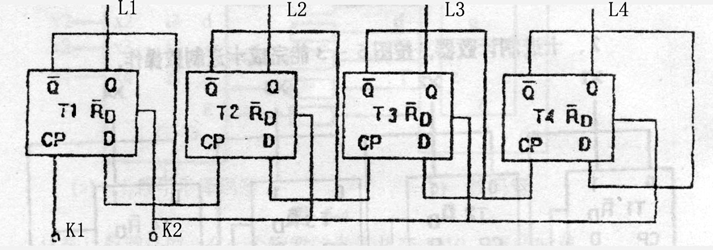 L1 L2 L3 L4
Q̄ Q Q̄ Q Q̄ Q Q̄ Q
T1 R̄D T2 R̄D T3 R̄D T4 R̄D
CP D CP D CP D CP D
K1 K2